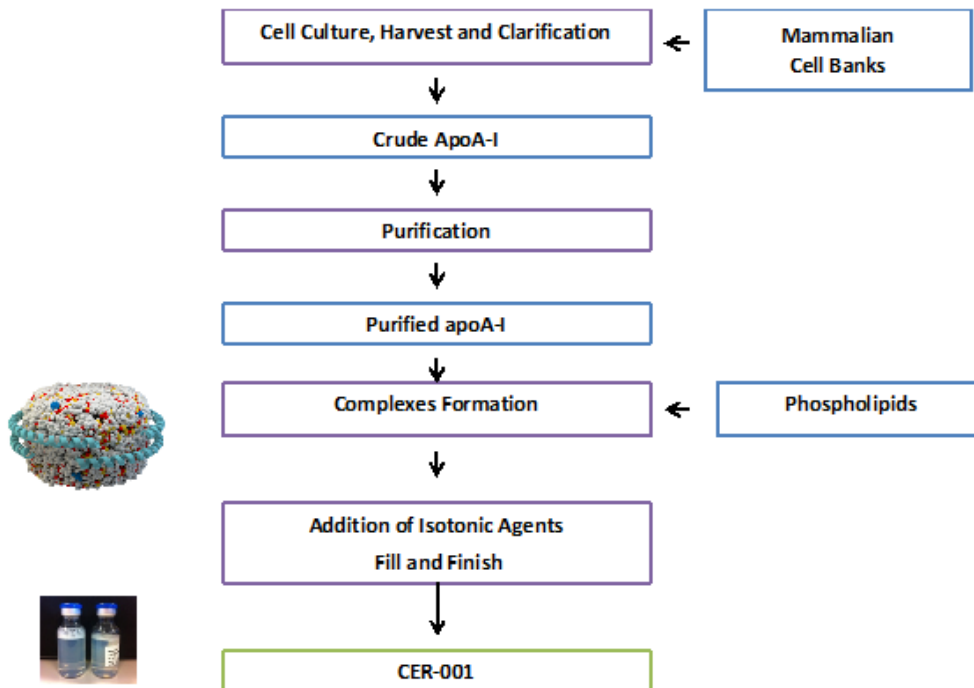 Cell Culture, Harvest and Clarification
Mammalian
Cell Banks
Crude ApoA-I
Purification
Purified apoA-I
Complexes Formation
Phospholipids
Addition of Isotonic Agents
Fill and Finish
CER-001